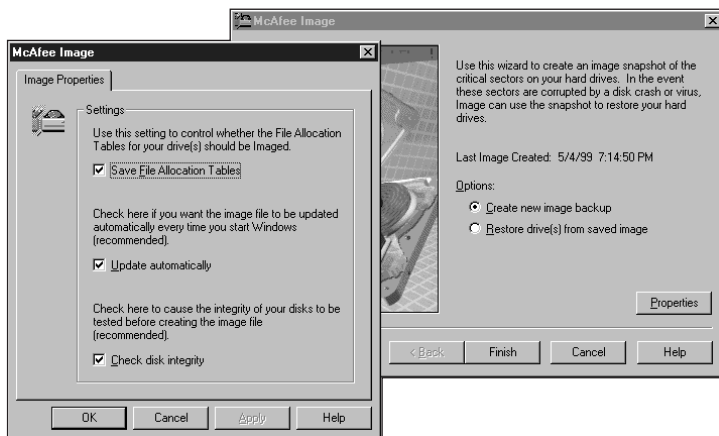 McAfee Image
Image Properties
Settings
Use this setting to control whether the File Allocation
Tables for your drive(s) should be Imaged.
Save File Allocation Tables
Check here if you want the image file to be updated
automatically every time you start Windows
(recommended).
Update automatically
Check here to cause the integrity of your disks to be
tested before creating the image file
(recommended).
Check disk integrity
OK
Cancel
Apply
Help
McAfee Image
Use this wizard to create an image snapshot of the
critical sectors on your hard drives. In the event
these sectors are corrupted by a disk crash or virus,
Image can use the snapshot to restore your hard
drives.
Last Image Created: 5/4/99 7:14:50 PM
Options:
Create new image backup
Restore drive(s) from saved image
Properties
< Back
Finish
Cancel
Help